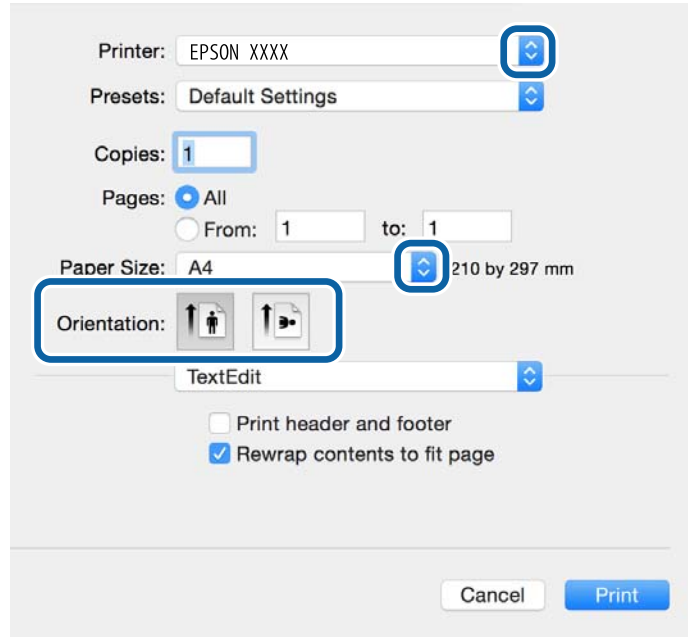 Printer: EPSON XXXX
Presets: Default Settings
Copies: 1
Pages: All
From: 1 to: 1
Paper Size: A4 210 by 297 mm
Orientation:
TextEdit
Print header and footer
Rewrap contents to fit page
Cancel Print